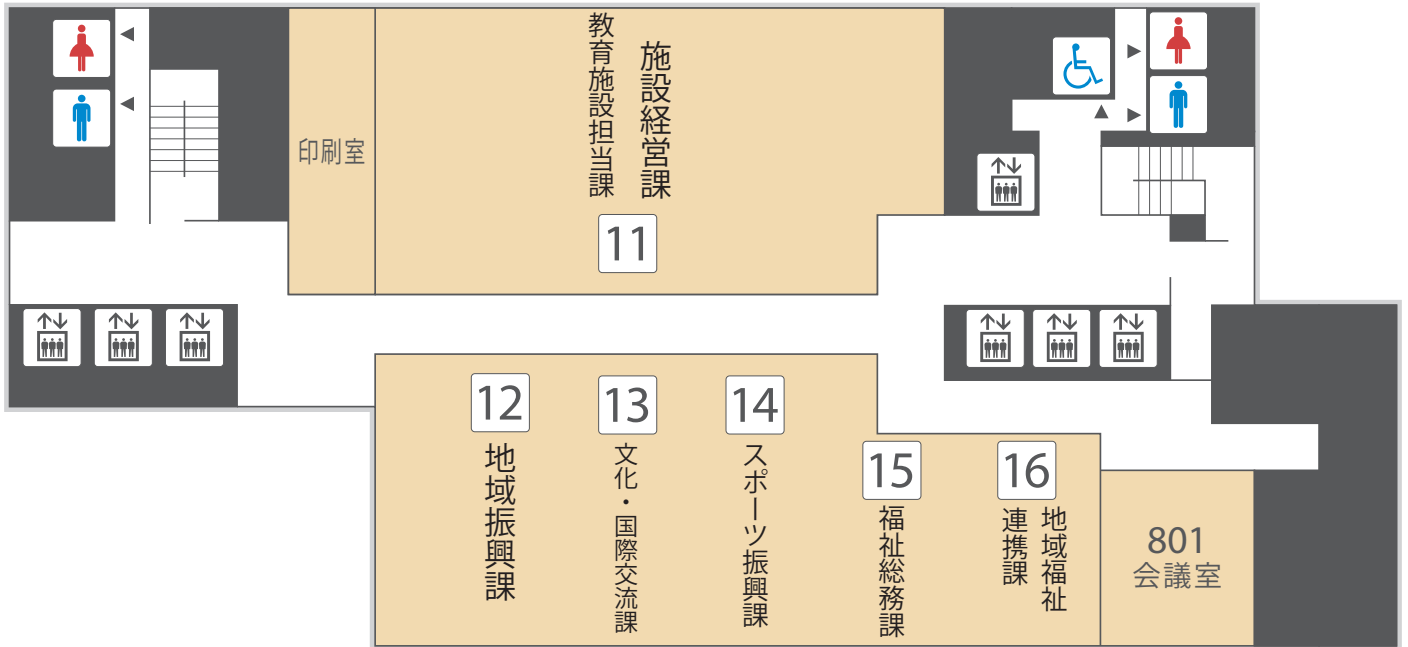 印刷室
施設経営課
教育施設担当課
11
12
地域振興課
13
文化・国際交流課
14
スポーツ振興課
15
福祉総務課
16
地域福祉
連携課
801
会議室